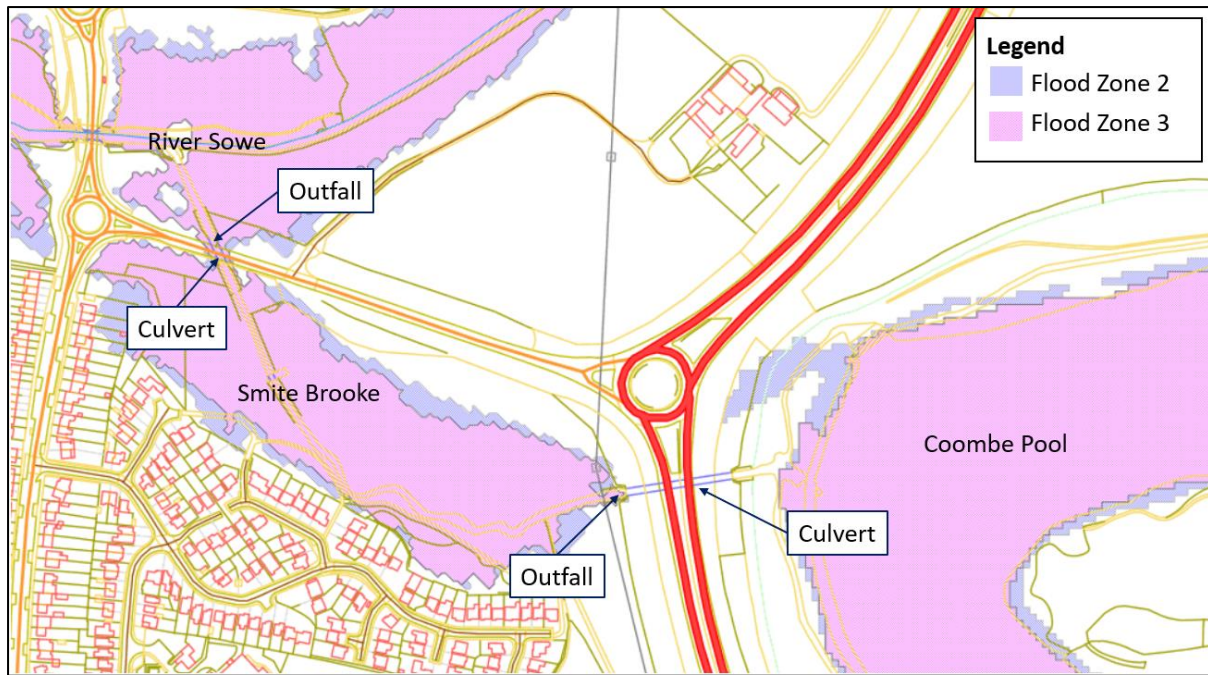 Legend
Flood Zone 2
Flood Zone 3
River Sowe
Outfall
Culvert
Smite Brooke
Coombe Pool
Culvert
Outfall